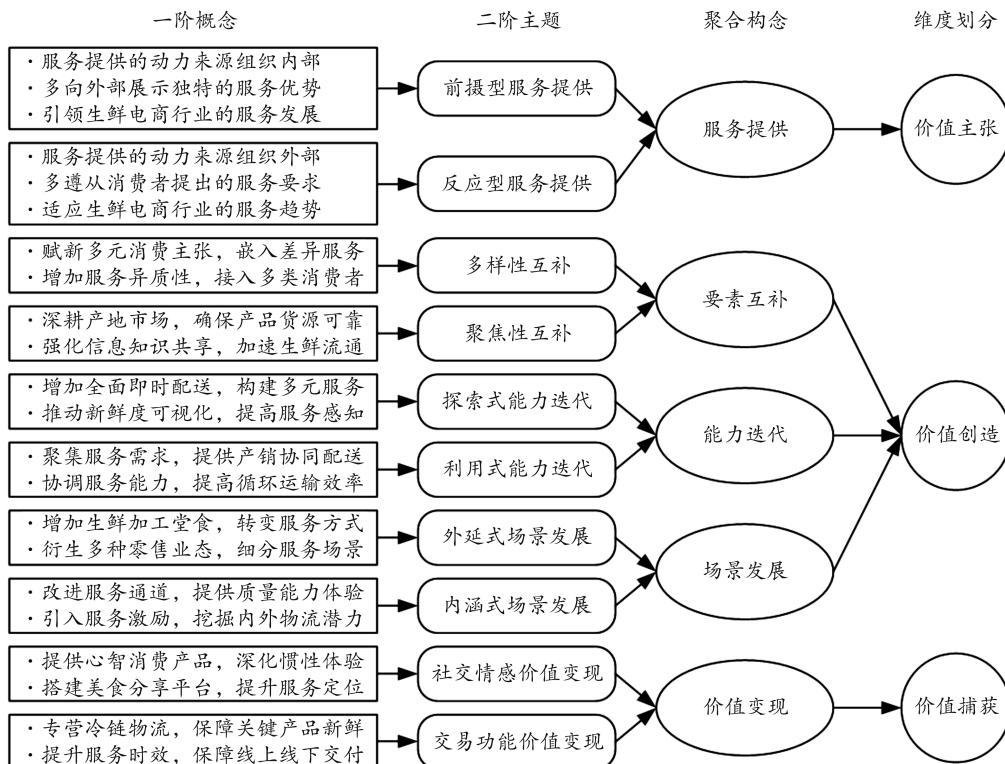 一阶概念
二阶主题
聚合构念
维度划分
·服务提供的动力来源组织内部
·多向外部展示独特的服务优势
·引领生鲜电商行业的服务发展
前摄型服务提供
·服务提供的动力来源组织外部
·多遵从消费者提出的服务要求
·适应生鲜电商行业的服务趋势
反应型服务提供
服务提供
价值主张
·赋新多元消费主张，嵌入差异服务
·增加服务异质性，接入多类消费者
多样性互补
·深耕产地市场，确保产品货源可靠
·强化信息知识共享，加速生鲜流通
聚焦性互补
要素互补
·增加全面即时配送，构建多元服务
·推动新鲜度可视化，提高服务感知
探索式能力迭代
·聚集服务需求，提供产销协同配送
·协调服务能力，提高循环运输效率
利用式能力迭代
能力迭代
·增加生鲜加工堂食，转变服务方式
·衍生多种零售业态，细分服务场景
外延式场景发展
·改进服务通道，提供质量能力体验
·引入服务激励，挖掘内外物流潜力
内涵式场景发展
场景发展
价值创造
·提供心智消费产品，深化惯性体验
·搭建美食分享平台，提升服务定位
社交情感价值变现
·专营冷链物流，保障关键产品新鲜
·提升服务时效，保障线上线下交付
交易功能价值变现
价值变现
价值捕获